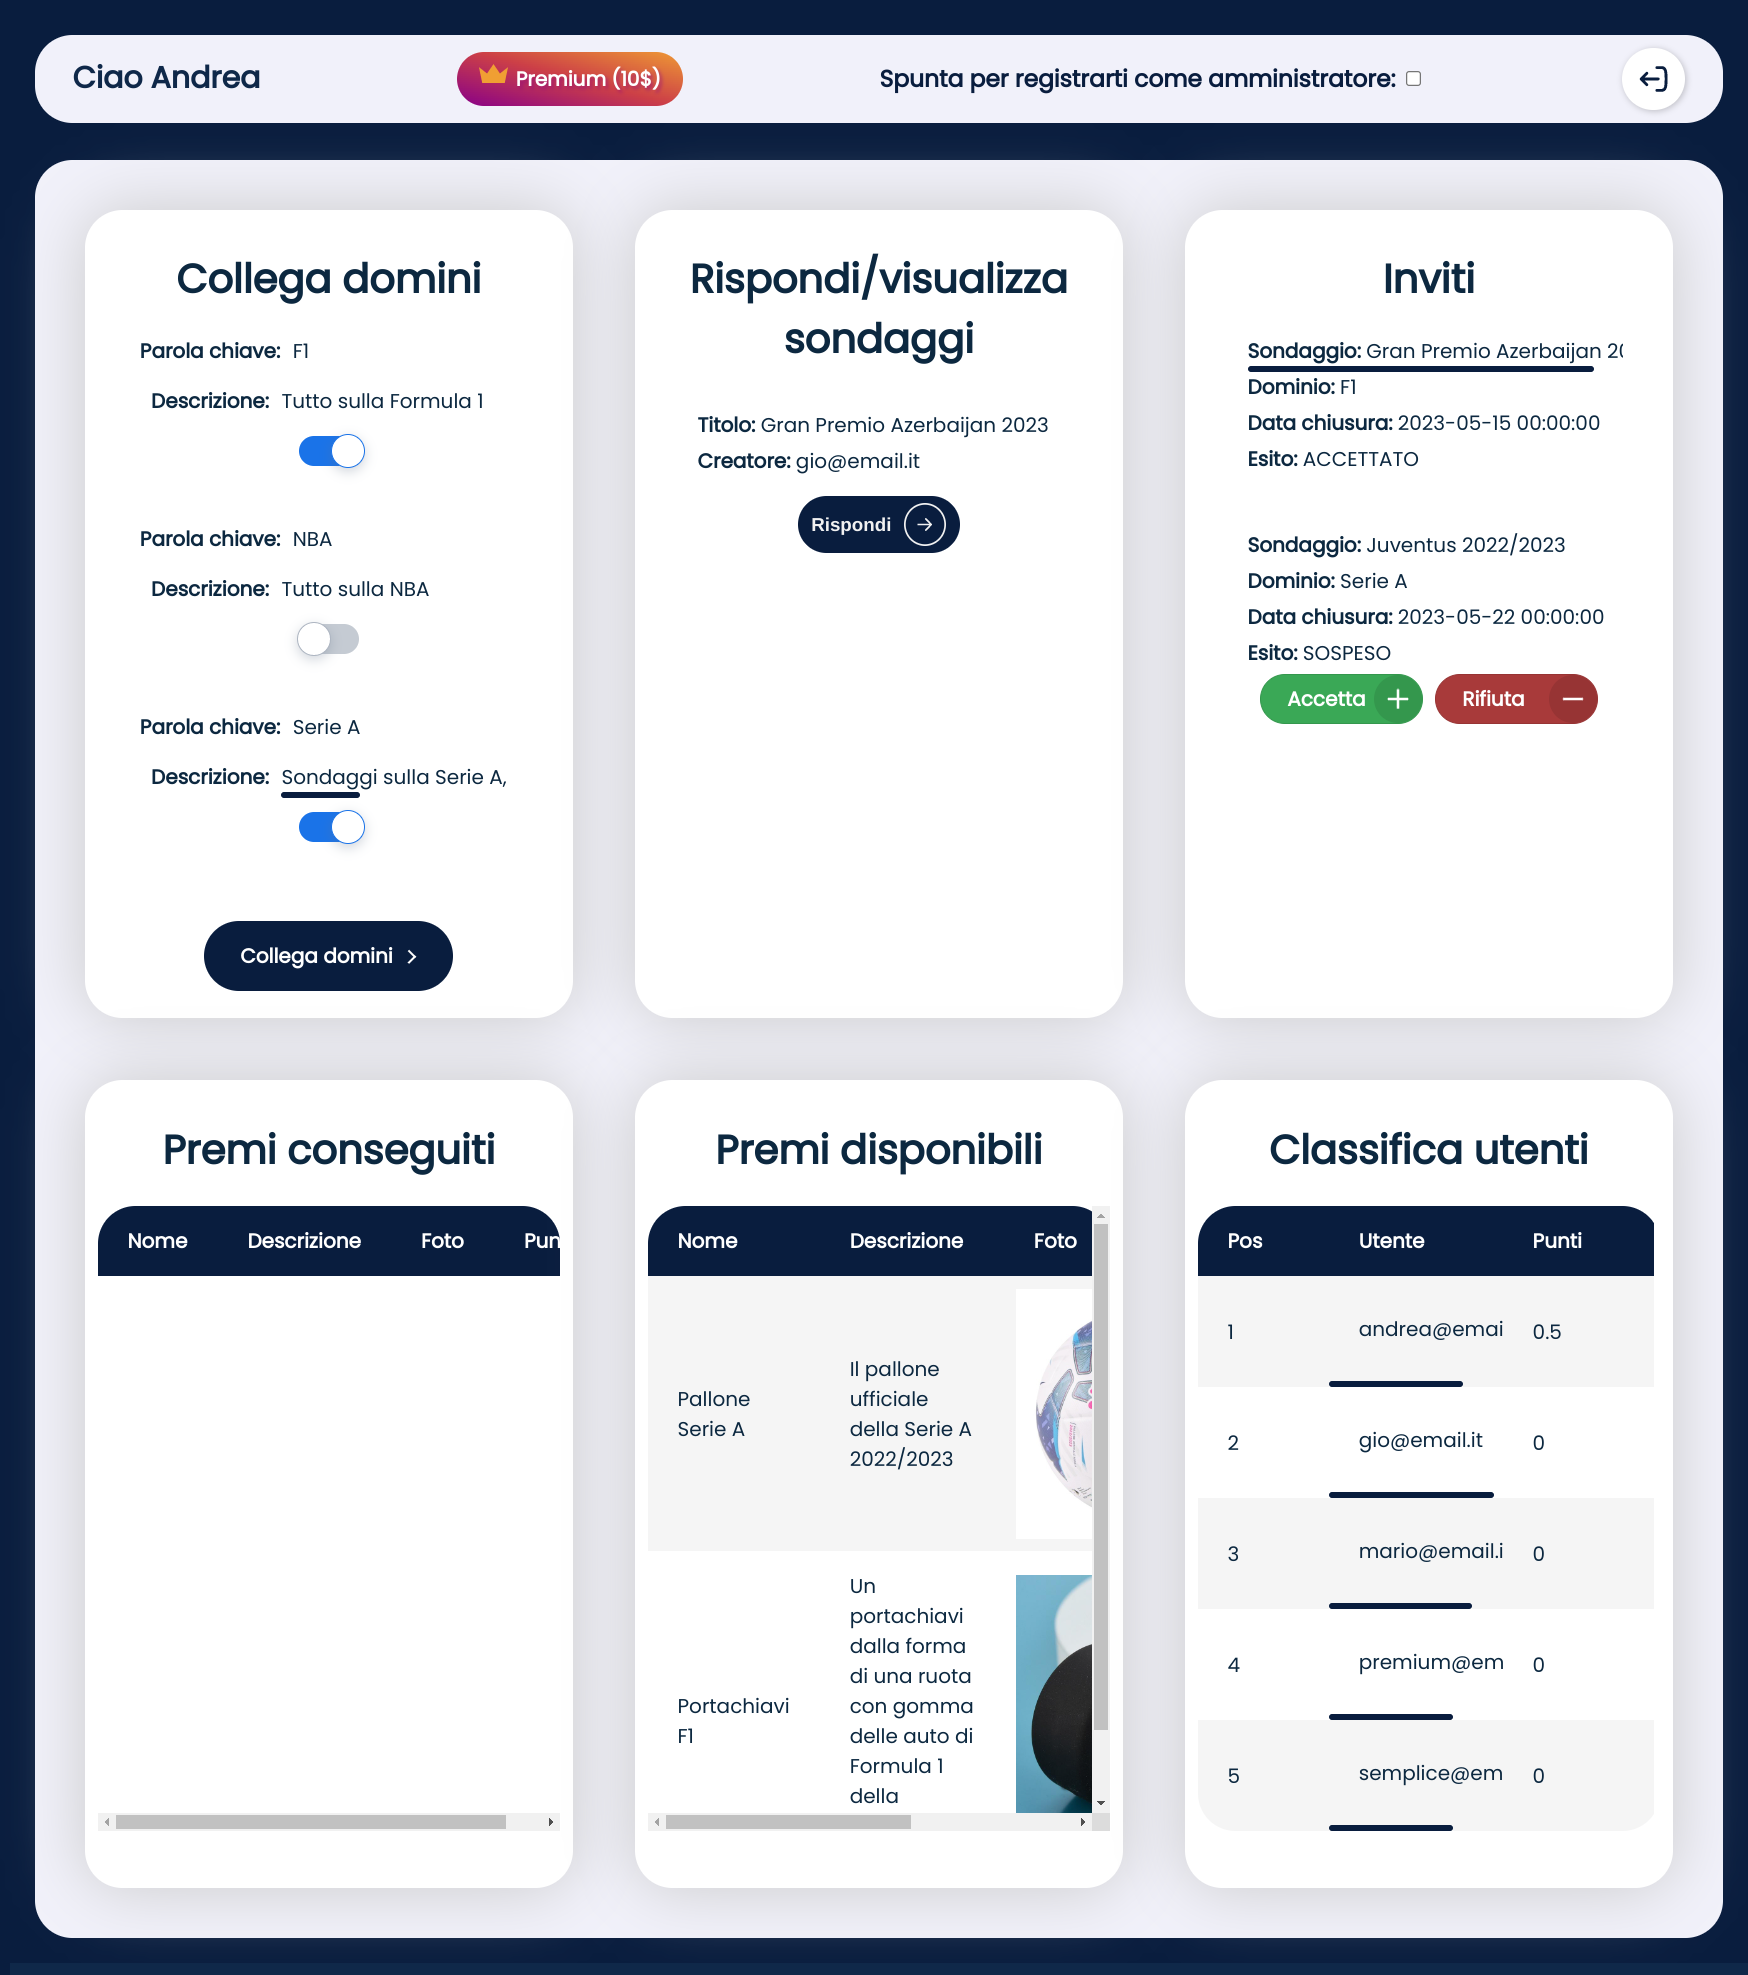 Ciao Andrea
Premium (10$)
Spunta per registrarti come amministratore:
Collega domini
Parola chiave: F1
Descrizione: Tutto sulla Formula 1
Parola chiave: NBA
Descrizione: Tutto sulla NBA
Parola chiave: Serie A
Descrizione: Sondaggi sulla Serie A,
Collega domini
Rispondi/visualizza
sondaggi
Titolo: Gran Premio Azerbaijan 2023
Creatore: gio@email.it
Rispondi
Inviti
Sondaggio: Gran Premio Azerbaijan 20
Dominio: F1
Data chiusura: 2023-05-15 00:00:00
Esito: ACCETTATO
Sondaggio: Juventus 2022/2023
Dominio: Serie A
Data chiusura: 2023-05-22 00:00:00
Esito: SOSPESO
Accetta
Rifiuta
Premi conseguiti
Nome Descrizione Foto Pun
Premi disponibili
Nome Descrizione Foto
Pallone
Serie A
Il pallone
ufficiale
della Serie A
2022/2023
Portachiavi
F1
Un
portachiavi
dalla forma
di una ruota
con gomma
delle auto di
Formula 1
della
Classifica utenti
Pos Utente Punti
1 andrea@emai 0.5
2 gio@email.it 0
3 mario@email.i 0
4 premium@em 0
5 semplice@em 0